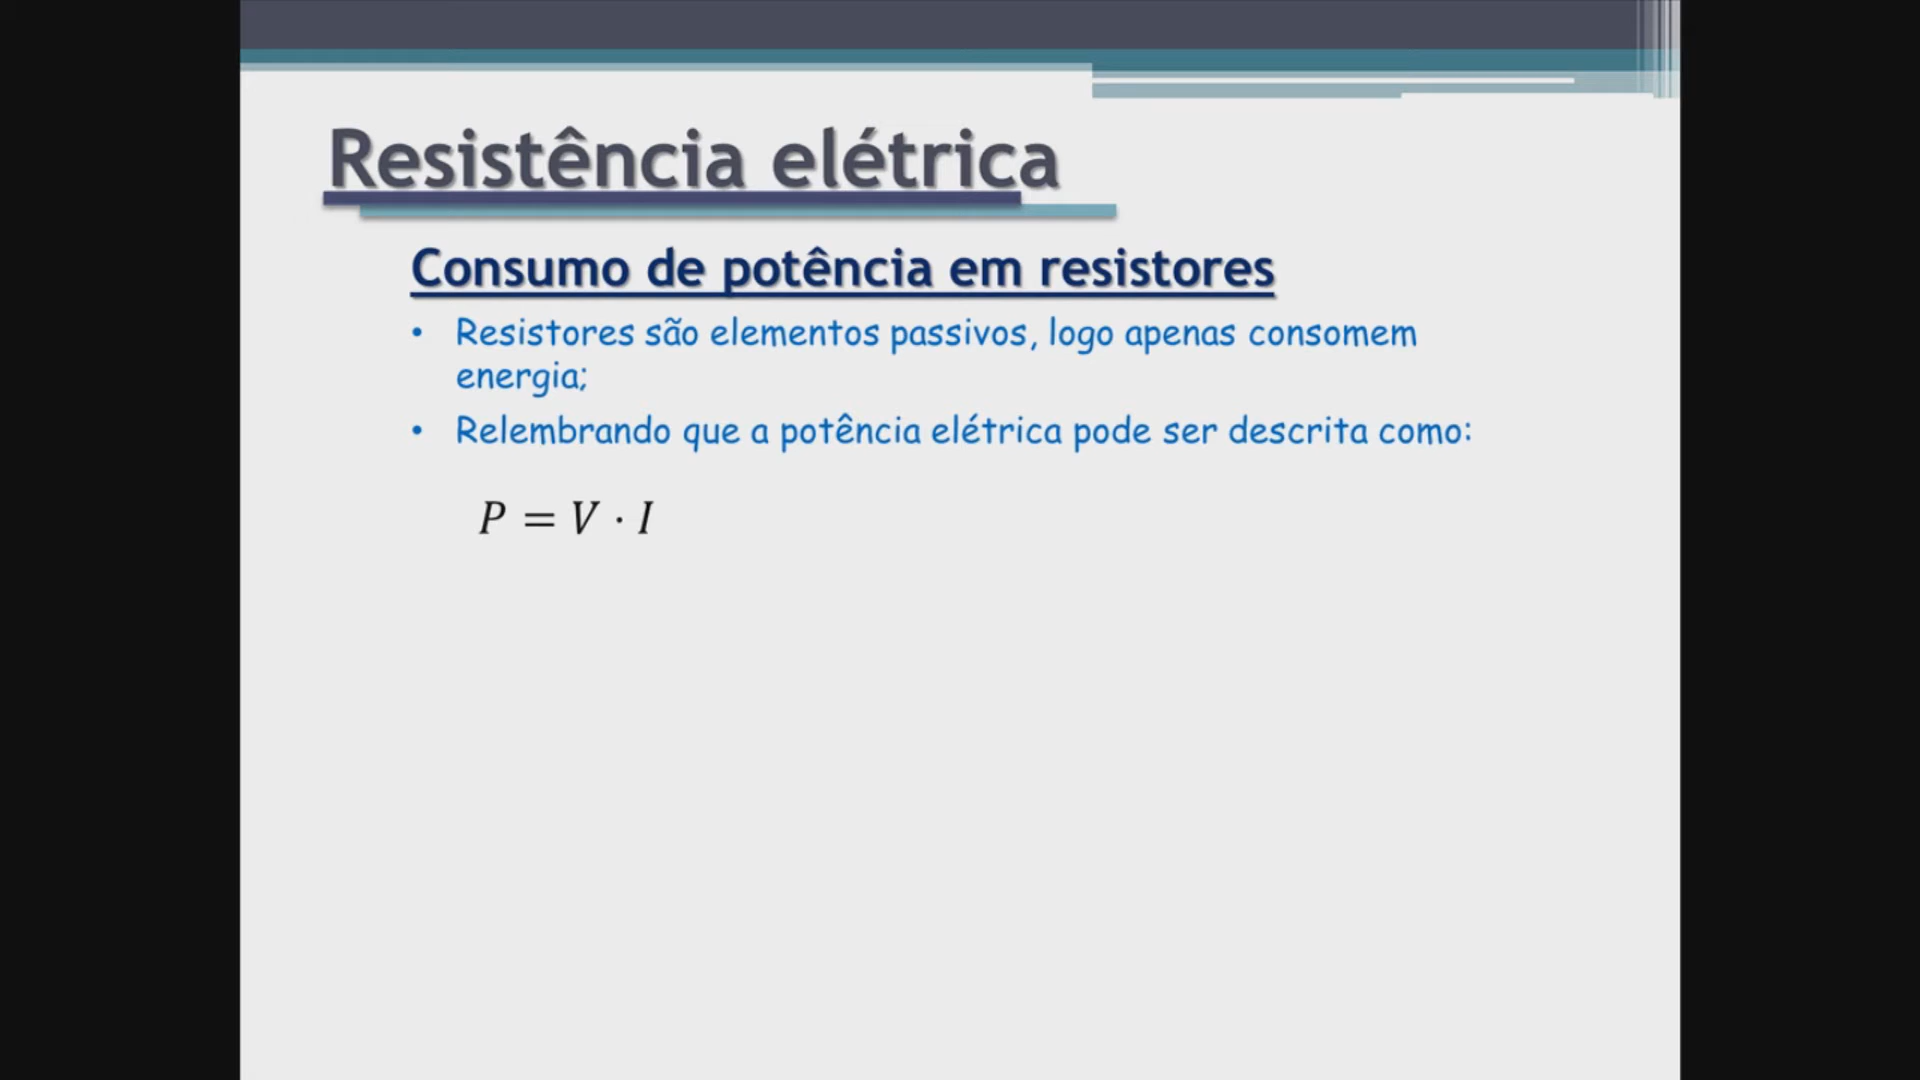 Resistência elétrica
Consumo de potência em resistores
• Resistores são elementos passivos, logo apenas consomem
energia;
• Relembrando que a potência elétrica pode ser descrita como:
P = V · I